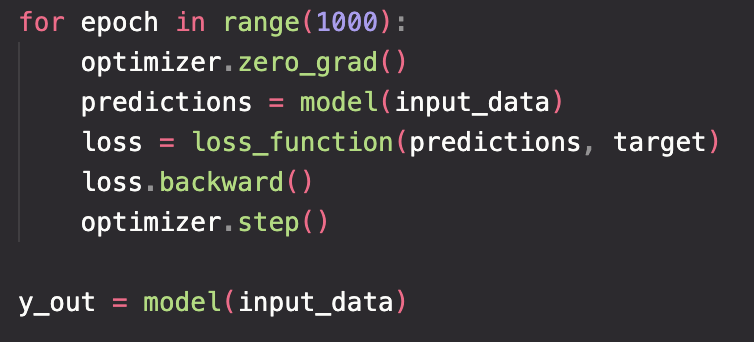 for epoch in range(1000):
    optimizer.zero_grad()
    predictions = model(input_data)
    loss = loss_function(predictions, target)
    loss.backward()
    optimizer.step()

y_out = model(input_data)